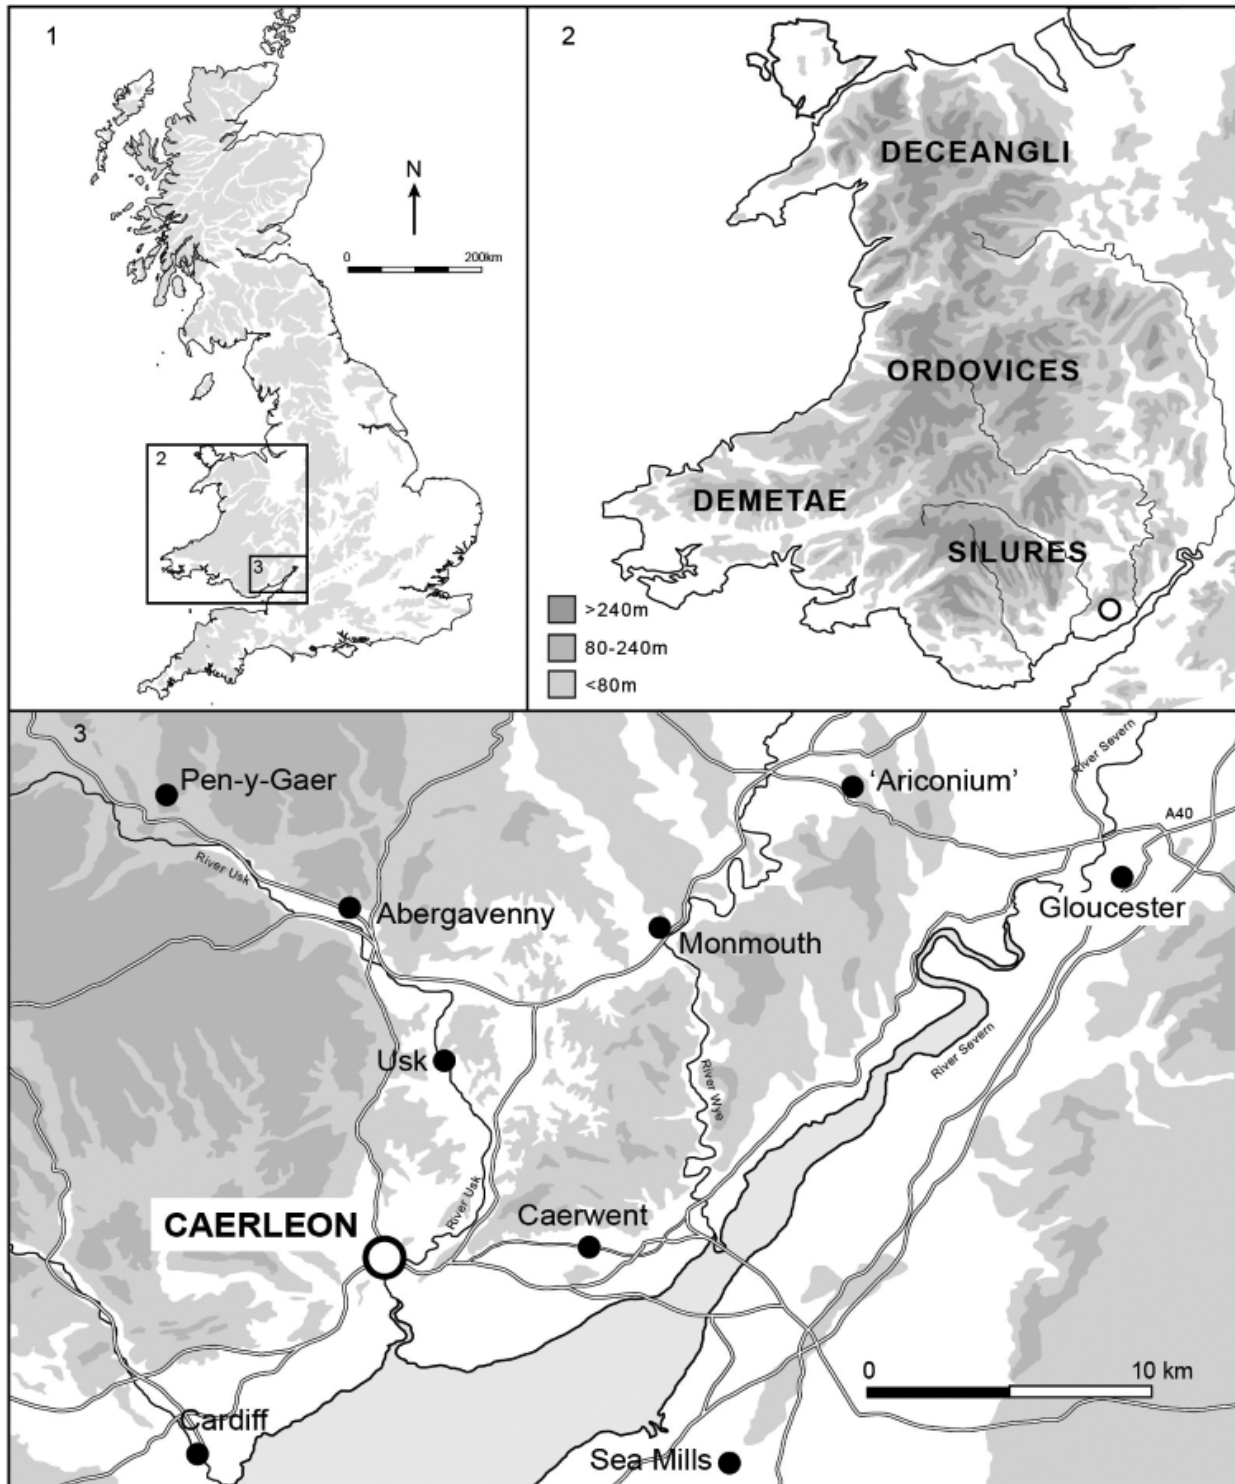 1
N
0 200km
2
3
2
DECEANGLI
ORDOVICES
DEMETAE
SILURES
>240m
80-240m
<80m
3
Pen-y-Gaer
'Ariconium'
River Severn
A40
River Usk
Abergavenny
Gloucester
Monmouth
Usk
River Severn
River Wye
River Usk
CAERLEON
Caerwent
0 10 km
Cardiff
Sea Mills